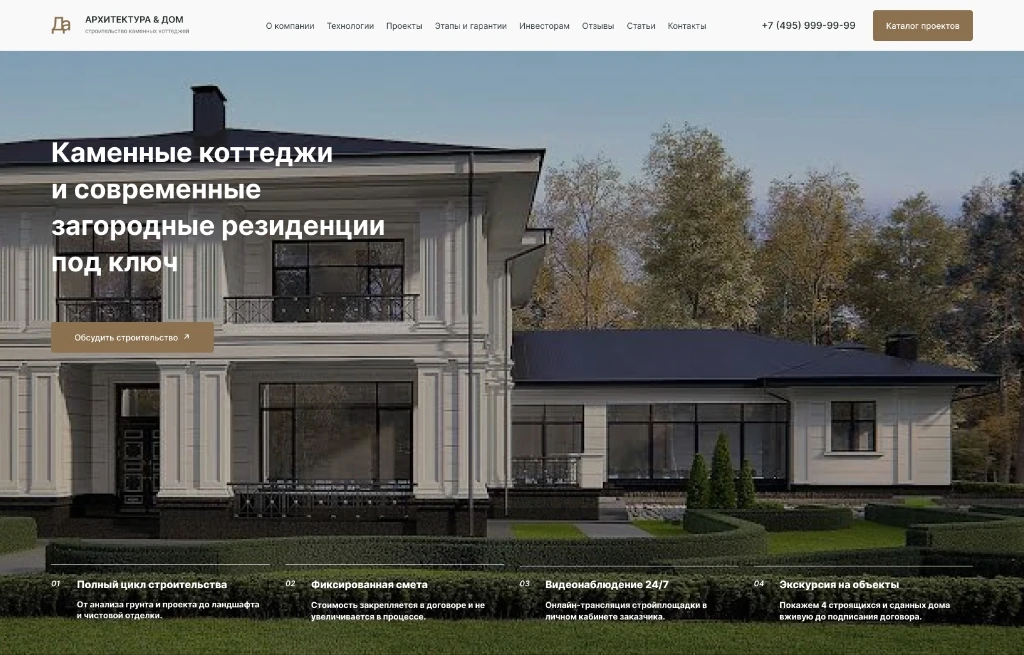 Да
АРХИТЕКТУРА & ДОМ
строительство каменных коттеджей
О компании Технологии Проекты Этапы и гарантии Инвесторам Отзывы Статьи Контакты
+7 (495) 999-99-99
Каталог проектов
Каменные коттеджи
и современные
загородные резиденции
под ключ
Обсудить строительство ↗
01 Полный цикл строительства
От анализа грунта и проекта до ландшафта
и чистовой отделки.
02 Фиксированная смета
Стоимость закрепляется в договоре и не
увеличивается в процессе.
03 Видеонаблюдение 24/7
Онлайн-трансляция стройплощадки в
личном кабинете заказчика.
04 Экскурсия на объекты
Покажем 4 строящихся и сданных дома
вживую до подписания договора.